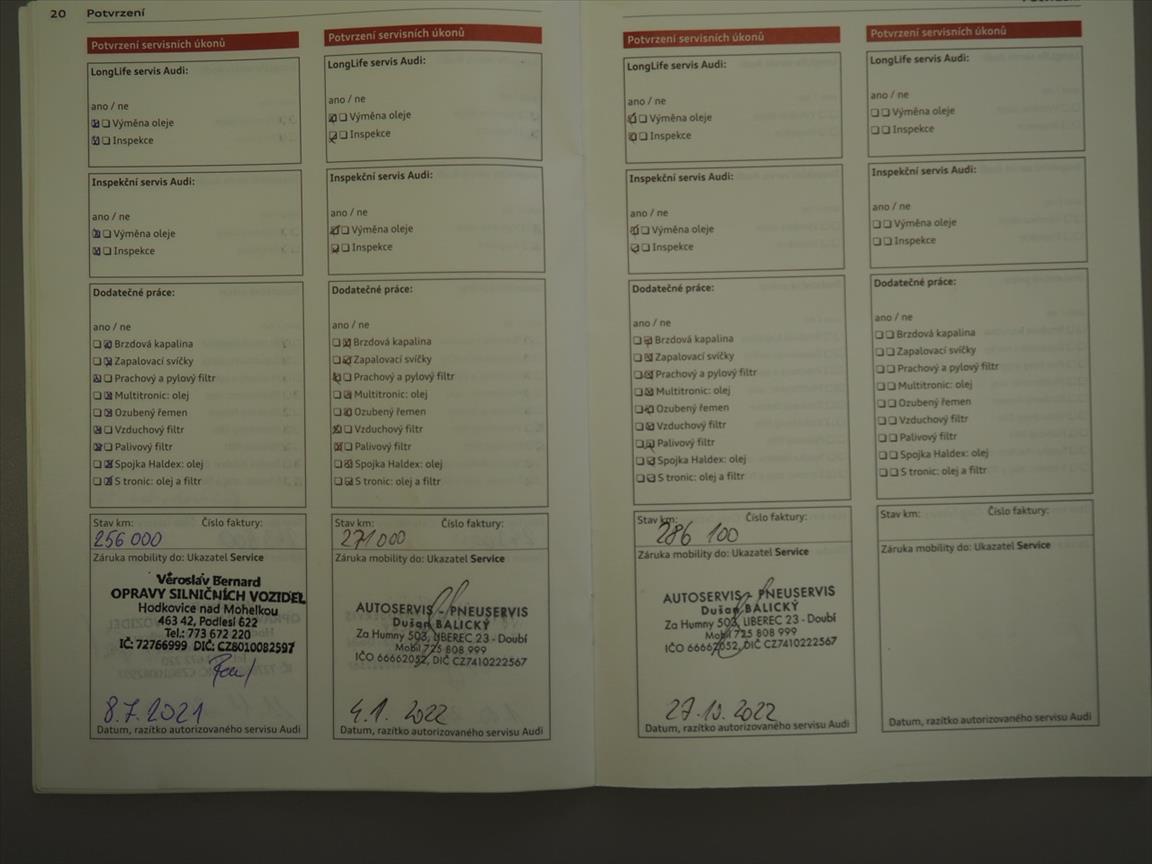 20 Potvrzení
Potvrzení servisních úkonů
LongLife servis Audi:
ano / ne
Výměna oleje
Inspekce
Inspekční servis Audi:
ano / ne
Výměna oleje
Inspekce
Dodatečné práce:
ano / ne
Brzdová kapalina
Zapalovací svíčky
Prachový a pylový filtr
Multitronic: olej
Ozubený řemen
Vzduchový filtr
Palivový filtr
Spojka Haldex: olej
S tronic: olej a filtr
Stav km: Číslo faktury:
256 000
Záruka mobility do: Ukazatel Service
Věroslav Bernard
OPRAVY SILNIČNÍCH VOZIDEL
Hodkovice nad Mohelkou
463 42, Podlesí 622
Tel.: 773 672 220
IČ: 72766999 DIČ: CZ8010082597
8.7.2021
Datum, razítko autorizovaného servisu Audi
Potvrzení servisních úkonů
LongLife servis Audi:
ano / ne
Výměna oleje
Inspekce
Inspekční servis Audi:
ano / ne
Výměna oleje
Inspekce
Dodatečné práce:
ano / ne
Brzdová kapalina
Zapalovací svíčky
Prachový a pylový filtr
Multitronic: olej
Ozubený řemen
Vzduchový filtr
Palivový filtr
Spojka Haldex: olej
S tronic: olej a filtr
Stav km: Číslo faktury:
271 000
Záruka mobility do: Ukazatel Service
AUTOSERVIS - PNEUSERVIS
Dušan BALICKÝ
Za Humny 503, LIBEREC 23 - Doubí
Mobil 725 808 999
IČO 66662052, DIČ CZ7410222567
4.1. 2022
Datum, razítko autorizovaného servisu Audi
Potvrzení servisních úkonů
LongLife servis Audi:
ano / ne
Výměna oleje
Inspekce
Inspekční servis Audi:
ano / ne
Výměna oleje
Inspekce
Dodatečné práce:
ano / ne
Brzdová kapalina
Zapalovací svíčky
Prachový a pylový filtr
Multitronic: olej
Ozubený řemen
Vzduchový filtr
Palivový filtr
Spojka Haldex: olej
S tronic: olej a filtr
Stav km: Číslo faktury:
286 100
Záruka mobility do: Ukazatel Service
AUTOSERVIS - PNEUSERVIS
Dušan BALICKÝ
Za Humny 503, LIBEREC 23 - Doubí
Mobil 725 808 999
IČO 66662052, DIČ CZ7410222567
27.10.2022
Datum, razítko autorizovaného servisu Audi
Potvrzení servisních úkonů
LongLife servis Audi:
ano / ne
Výměna oleje
Inspekce
Inspekční servis Audi:
ano / ne
Výměna oleje
Inspekce
Dodatečné práce:
ano / ne
Brzdová kapalina
Zapalovací svíčky
Prachový a pylový filtr
Multitronic: olej
Ozubený řemen
Vzduchový filtr
Palivový filtr
Spojka Haldex: olej
S tronic: olej a filtr
Stav km: Číslo faktury:
Záruka mobility do: Ukazatel Service
Datum, razítko autorizovaného servisu Audi